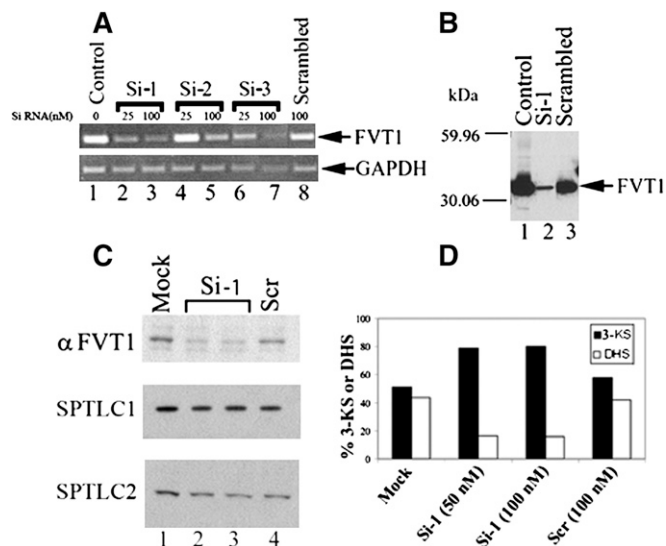 A
Control
Si-1
Si-2
Si-3
Scrambled
Si RNA(nM)
0
25
100
25
100
25
100
100
FVT1
GAPDH
1 2 3 4 5 6 7 8
B
kDa
Control
Si-1
Scrambled
59.96
30.06
FVT1
1 2 3
C
Mock
Si-1
Scr
α FVT1
SPTLC1
SPTLC2
1 2 3 4
D
% 3-KS or DHS
100
80
60
40
20
0
3-KS
DHS
Mock
Si-1 (50 nM)
Si-1 (100 nM)
Scr (100 nM)